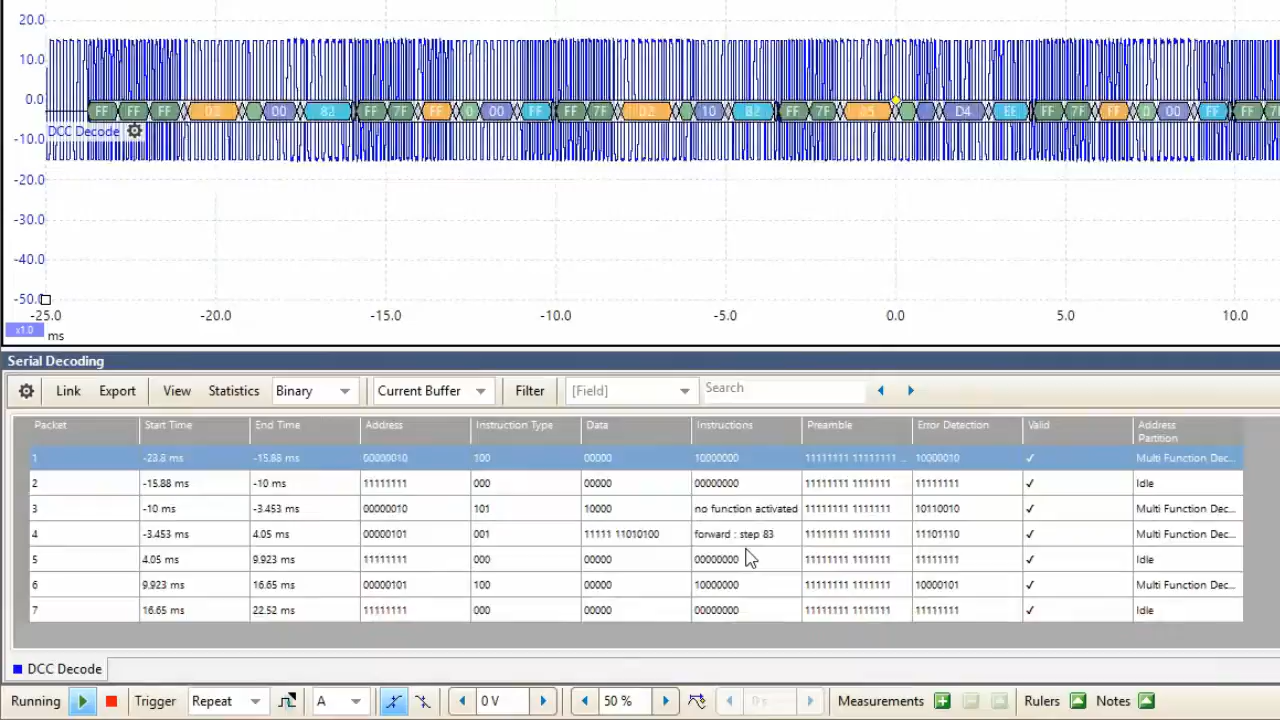 20.0
10.0
0.0
FF FF FF 00 82 FF 7F FF 0 00 FF FF 7F 10 B2 FF 7F 05 D4 EE FF 7F FF 0 00 FF FF
DCC Decode
-10.0
-20.0
-30.0
-40.0
-50.0
-25.0 -20.0 -15.0 -10.0 -5.0 0.0 5.0 10.0
x1.0 ms
Serial Decoding
Link Export View Statistics Binary Current Buffer Filter [Field] Search
Packet Start Time End Time Address Instruction Type Data Instructions Preamble Error Detection Valid Address Partition
1 -23.8 ms -15.88 ms 00000010 100 00000 10000000 11111111 11111111 ... 10000010 ✓ Multi Function Dec...
2 -15.88 ms -10 ms 11111111 000 00000 00000000 11111111 1111111 11111111 ✓ Idle
3 -10 ms -3.453 ms 00000010 101 10000 no function activated 11111111 1111111 10110010 ✓ Multi Function Dec...
4 -3.453 ms 4.05 ms 00000101 001 11111 11010100 forward : step 83 11111111 1111111 11101110 ✓ Multi Function Dec...
5 4.05 ms 9.923 ms 11111111 000 00000 00000000 11111111 1111111 11111111 ✓ Idle
6 9.923 ms 16.65 ms 00000101 100 00000 10000000 11111111 1111111 10000101 ✓ Multi Function Dec...
7 16.65 ms 22.52 ms 11111111 000 00000 00000000 11111111 1111111 11111111 ✓ Idle
DCC Decode
Running Trigger Repeat A 0 V 50 % 0 s Measurements Rulers Notes